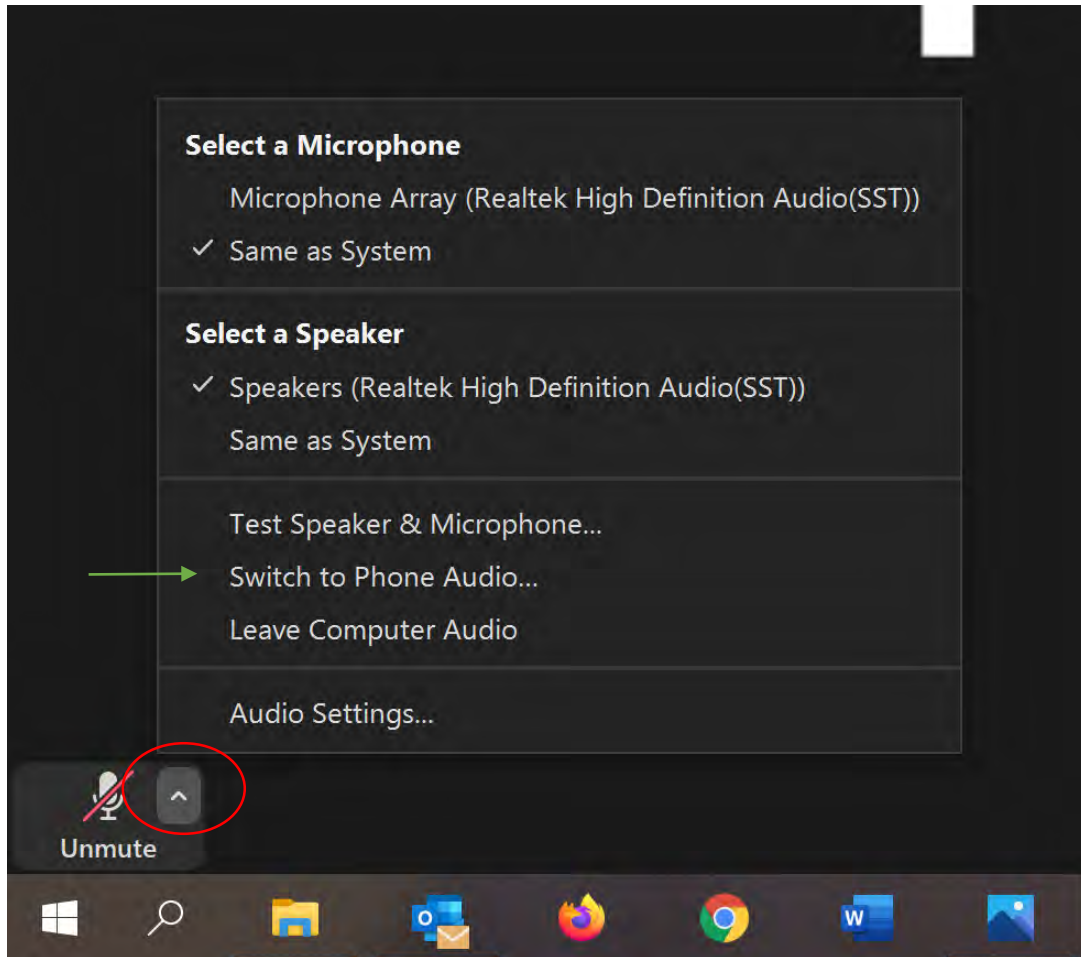 Select a Microphone
Microphone Array (Realtek High Definition Audio(SST))
Same as System
Select a Speaker
Speakers (Realtek High Definition Audio(SST))
Same as System
Test Speaker & Microphone...
Switch to Phone Audio...
Leave Computer Audio
Audio Settings...
Unmute
O
W